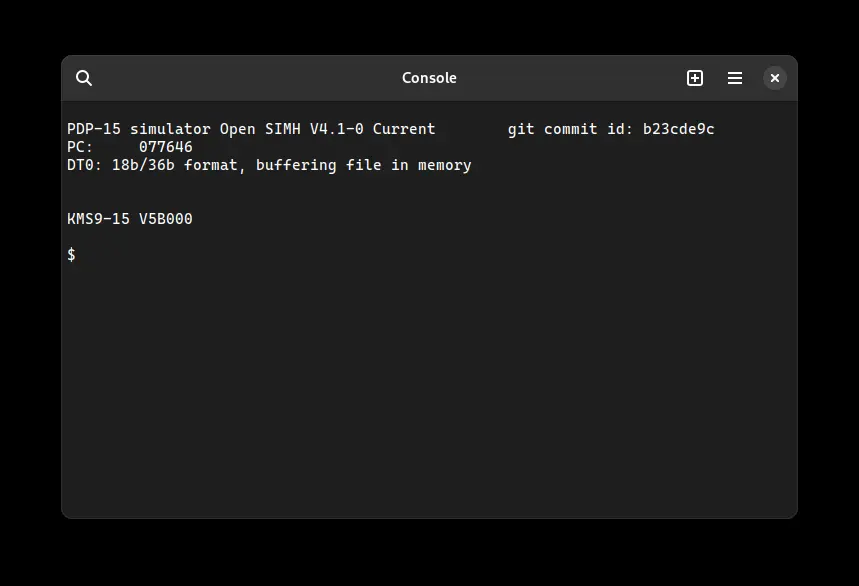 Console
PDP-15 simulator Open SIMH V4.1-0 Current        git commit id: b23cde9c
PC:     077646
DT0: 18b/36b format, buffering file in memory
KMS9-15 V5B000
$